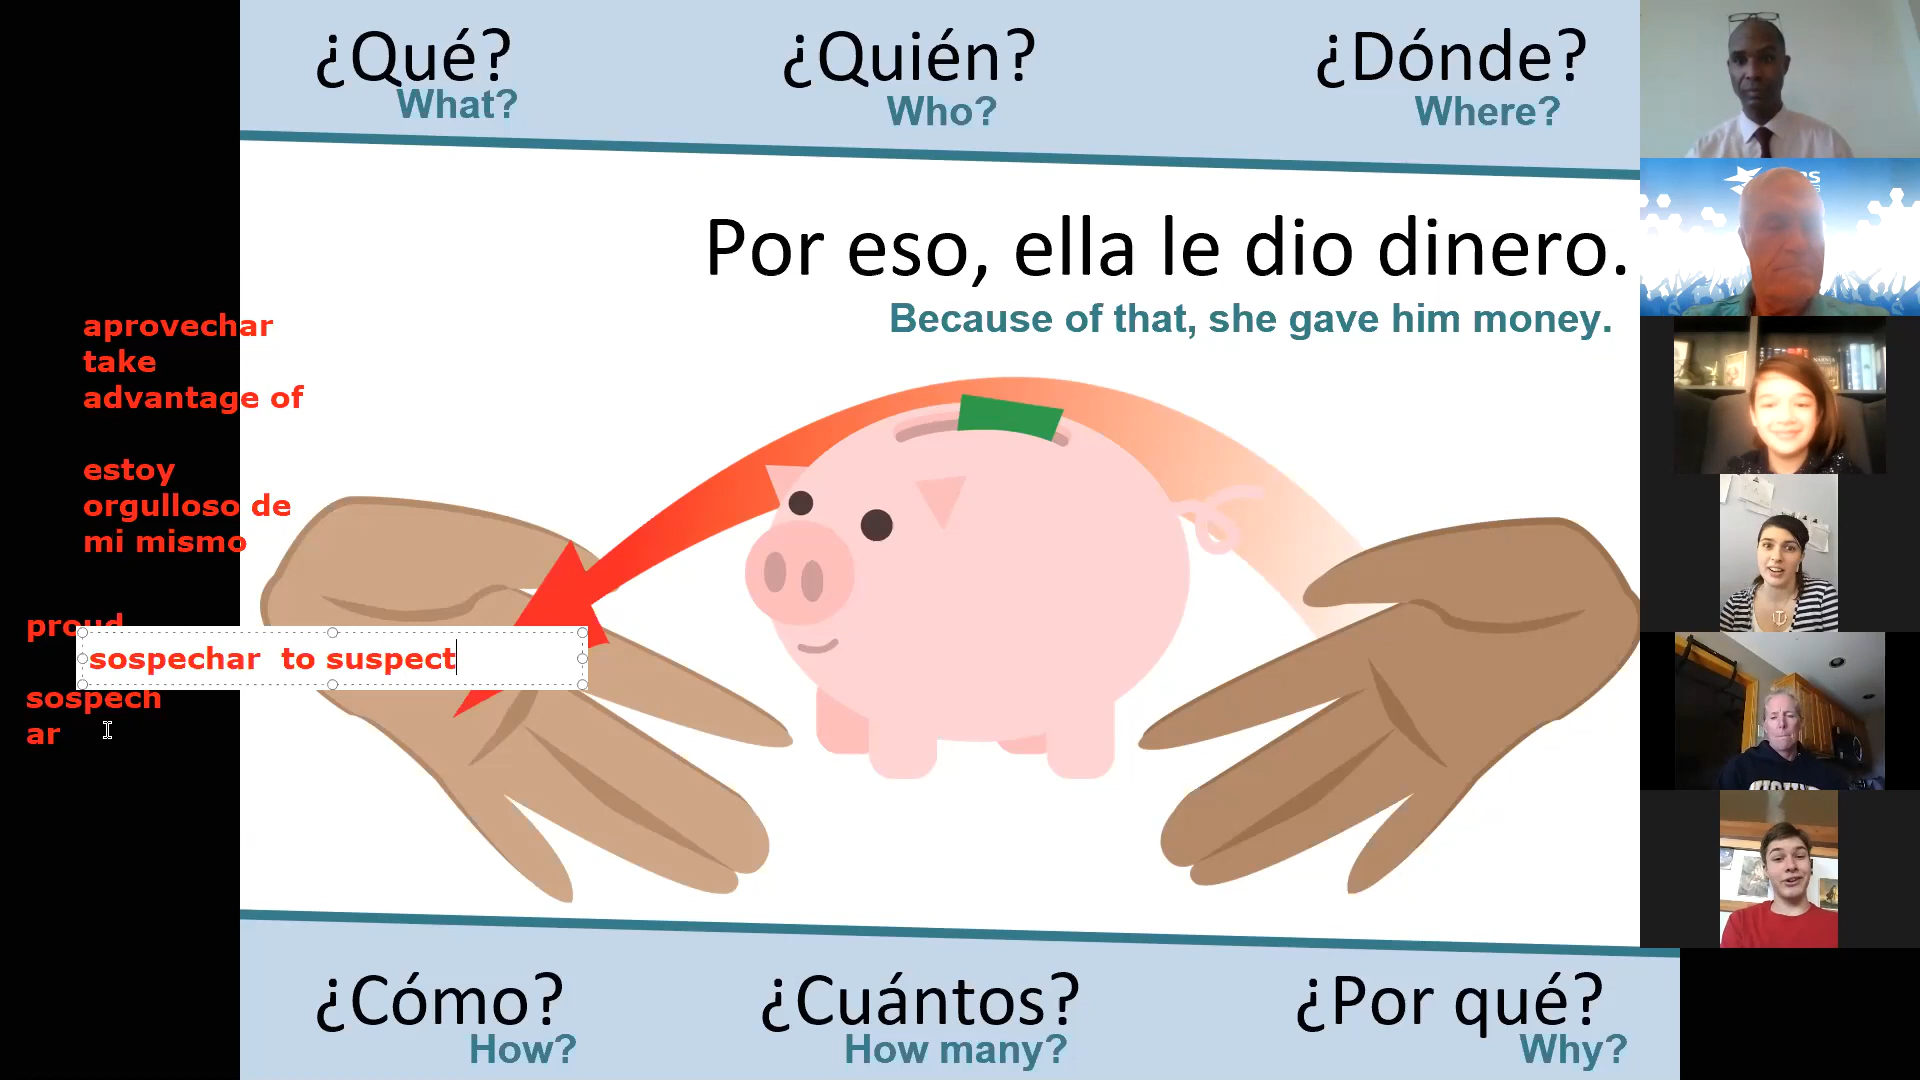 ¿Qué?
What?
¿Quién?
Who?
¿Dónde?
Where?
Por eso, ella le dio dinero.
Because of that, she gave him money.
aprovechar
take
advantage of
estoy
orgulloso de
mi mismo
proud
sospechar  to suspect
sospech
ar
¿Cómo?
How?
¿Cuántos?
How many?
¿Por qué?
Why?